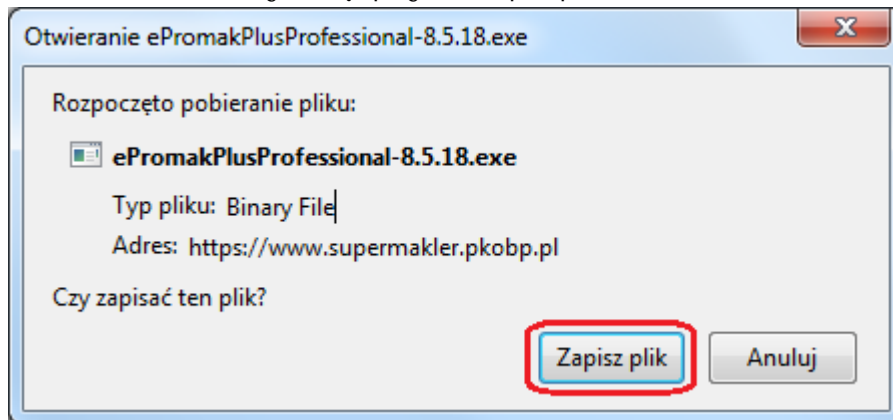 Otwieranie ePromakPlusProfessional-8.5.18.exe
Rozpoczęto pobieranie pliku:
ePromakPlusProfessional-8.5.18.exe
Typ pliku: Binary File
Adres: https://www.supermakler.pkobp.pl
Czy zapisać ten plik?
Zapisz plik Anuluj